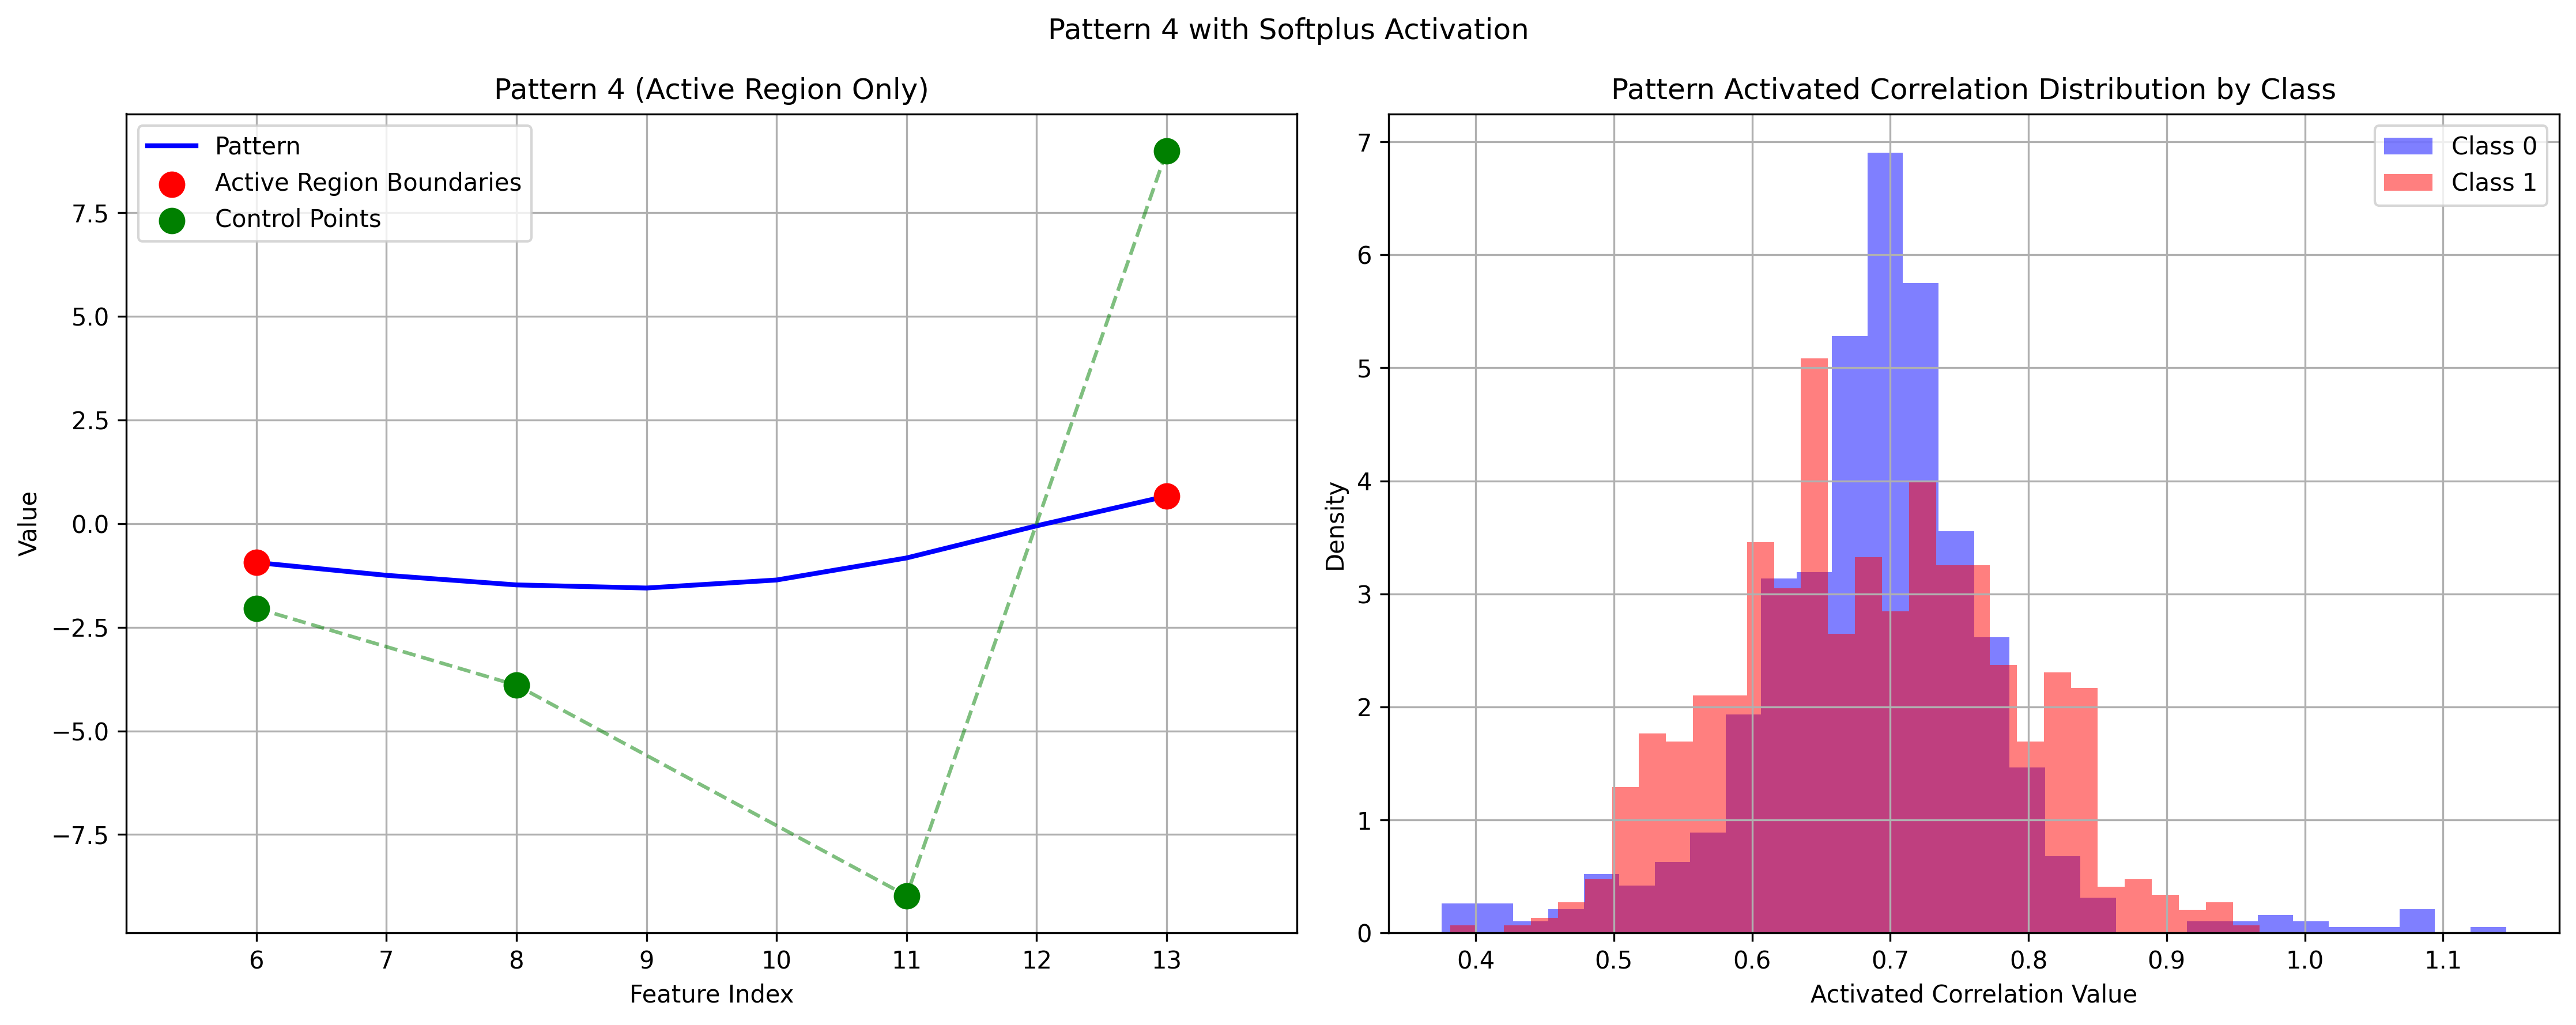 Pattern 4 with Softplus Activation
Pattern 4 (Active Region Only)
Pattern
Active Region Boundaries
Control Points
Value
7.5
5.0
2.5
0.0
−2.5
−5.0
−7.5
6 7 8 9 10 11 12 13
Feature Index
Pattern Activated Correlation Distribution by Class
Class 0
Class 1
Density
7
6
5
4
3
2
1
0
0.4 0.5 0.6 0.7 0.8 0.9 1.0 1.1
Activated Correlation Value